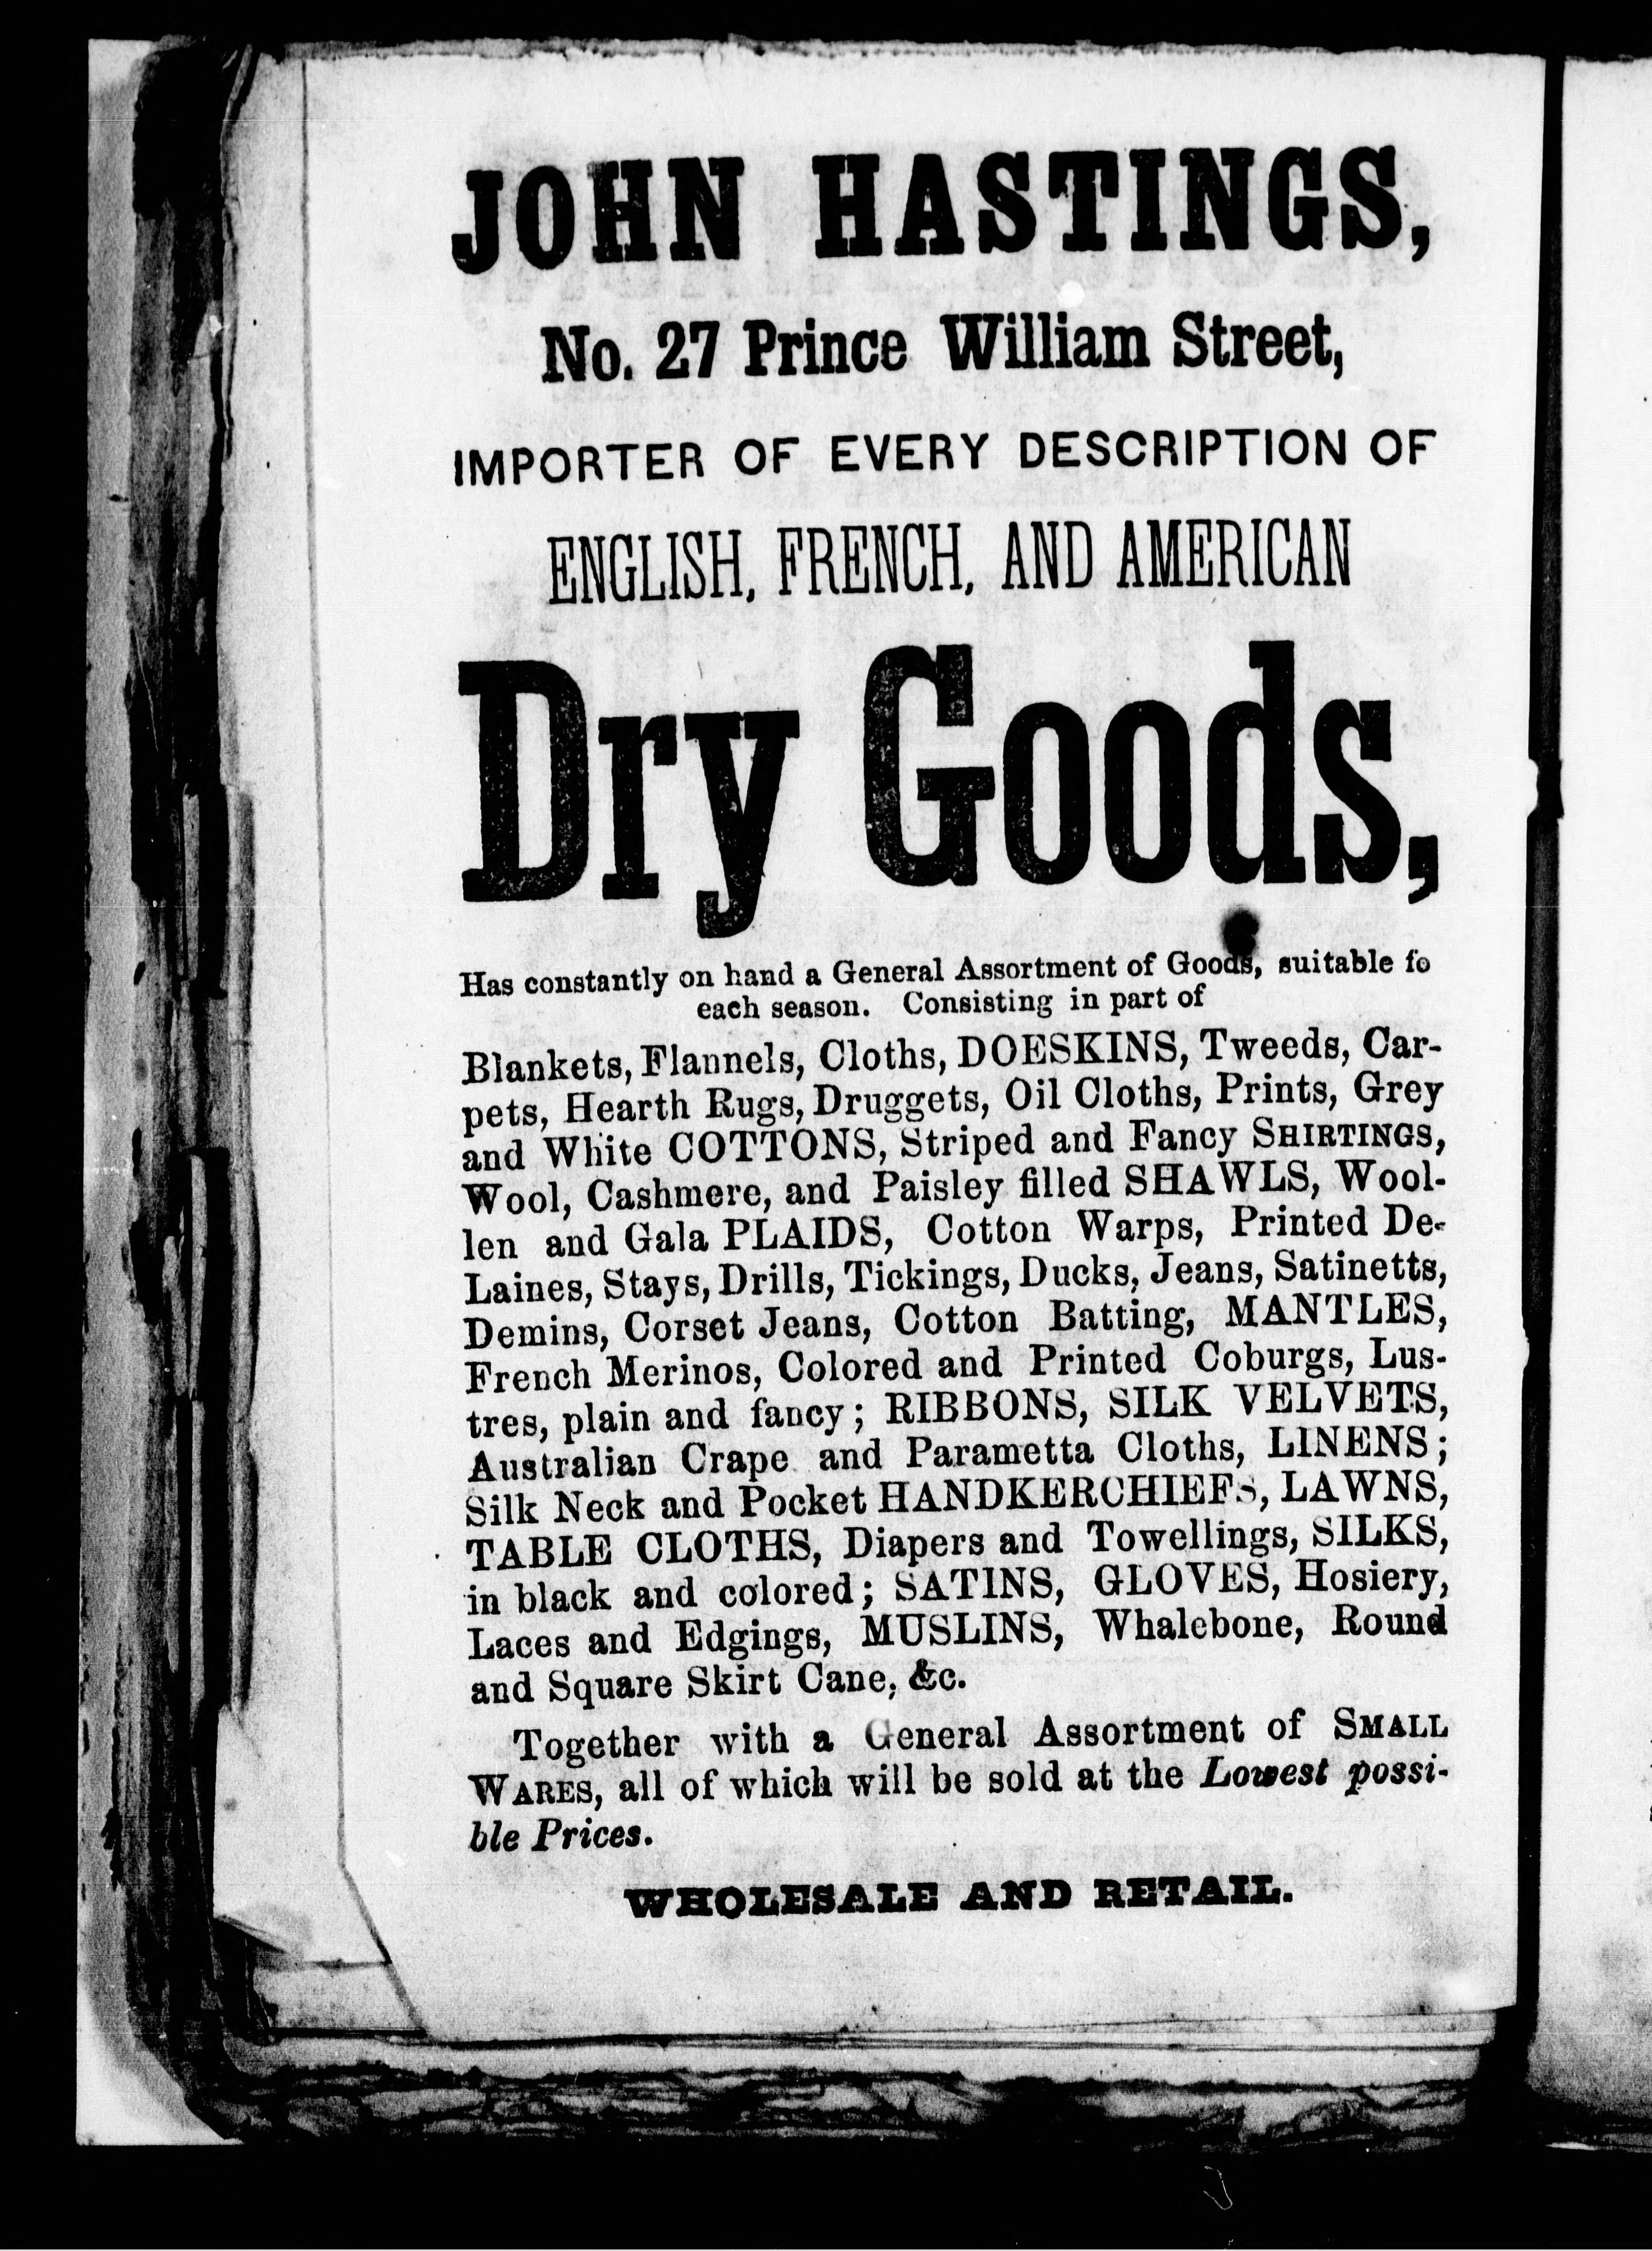 JOHN HASTINGS,
No. 27 Prince William Street,
IMPORTER OF EVERY DESCRIPTION OF
ENGLISH, FRENCH, AND AMERICAN
Dry Goods,
Has constantly on hand a General Assortment of Goods, suitable fo
each season. Consisting in part of
Blankets, Flannels, Cloths, DOESKINS, Tweeds, Car-
pets, Hearth Rugs, Druggets, Oil Cloths, Prints, Grey
and White COTTONS, Striped and Fancy SHIRTINGS,
Wool, Cashmere, and Paisley filled SHAWLS, Wool-
len and Gala PLAIDS, Cotton Warps, Printed De-
Laines, Stays, Drills, Tickings, Ducks, Jeans, Satinetts,
Demins, Corset Jeans, Cotton Batting, MANTLES,
French Merinos, Colored and Printed Coburgs, Lus-
tres, plain and fancy; RIBBONS, SILK VELVETS,
Australian Crape and Parametta Cloths, LINENS;
Silk Neck and Pocket HANDKERCHIEFS, LAWNS,
TABLE CLOTHS, Diapers and Towellings, SILKS,
in black and colored; SATINS, GLOVES, Hosiery,
Laces and Edgings, MUSLINS, Whalebone, Round
and Square Skirt Cane, &c.
Together with a General Assortment of SMALL
WARES, all of which will be sold at the Lowest possi-
ble Prices.
WHOLESALE AND RETAIL.